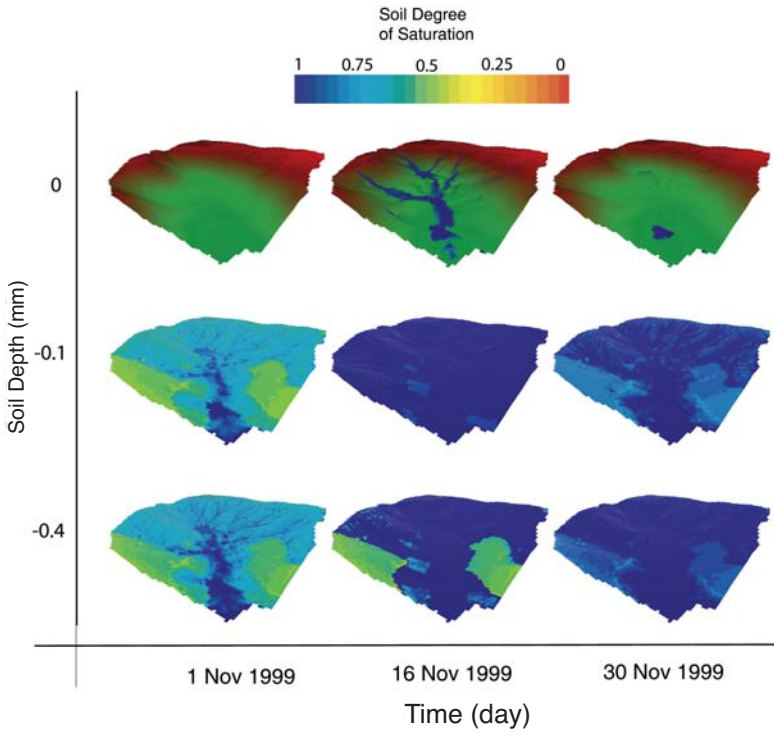 Soil Degree
of Saturation
1 0.75 0.5 0.25 0
Soil Depth (mm)
0
-0.1
-0.4
1 Nov 1999 16 Nov 1999 30 Nov 1999
Time (day)